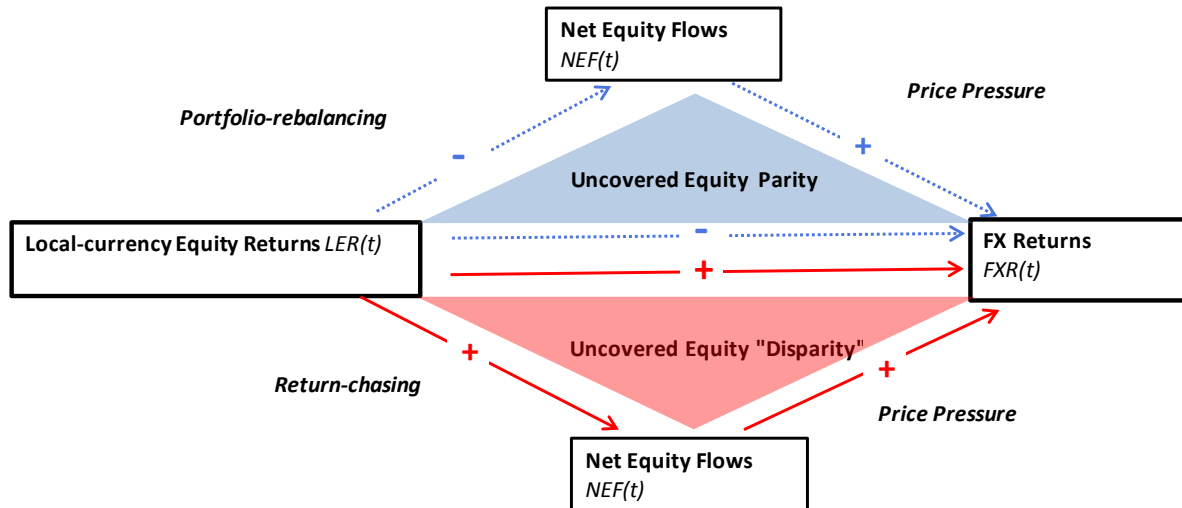 Net Equity Flows
NEF(t)
Portfolio-rebalancing
Price Pressure
-
+
Uncovered Equity Parity
Local-currency Equity Returns LER(t)
-
FX Returns
FXR(t)
+
Uncovered Equity "Disparity"
+
+
Return-chasing
Price Pressure
Net Equity Flows
NEF(t)